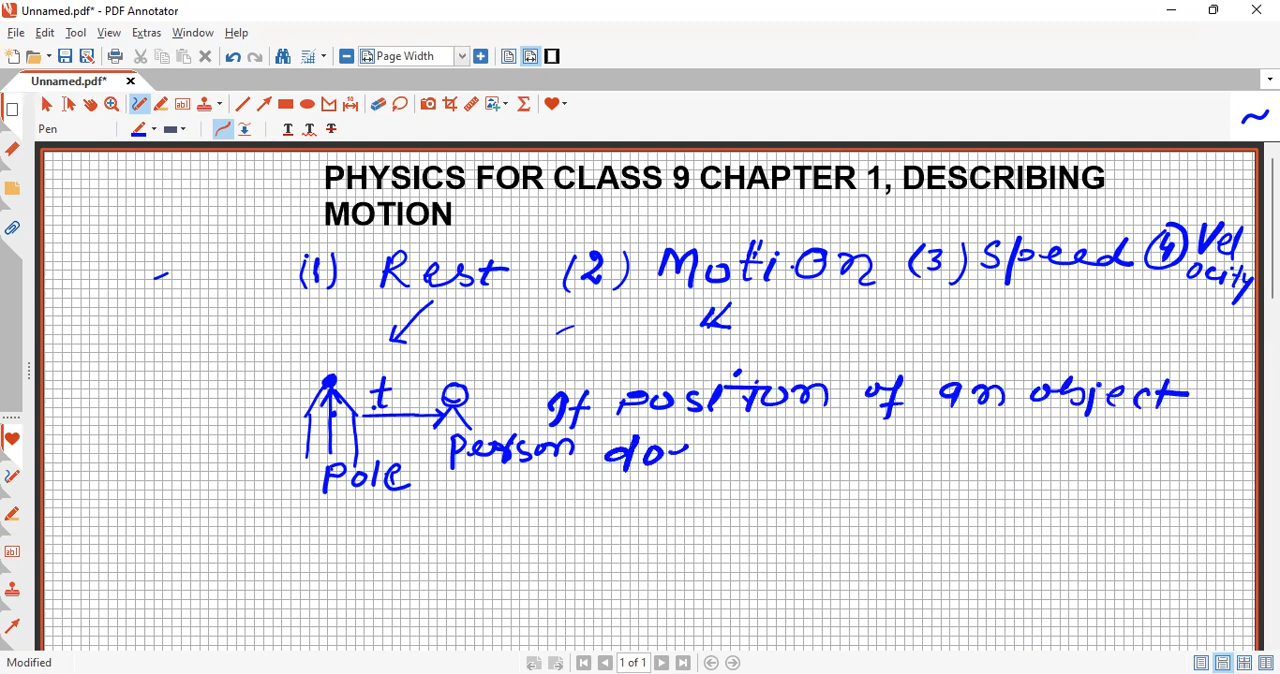 Unnamed.pdf* - PDF Annotator
File Edit Tool View Extras Window Help
Page Width
Unnamed.pdf*
Pen
PHYSICS FOR CLASS 9 CHAPTER 1, DESCRIBING
MOTION
(1) Rest (2) Motion (3) Speed (4) Vel
ocity
t If position of an object
Person do
Pole
Modified 1 of 1